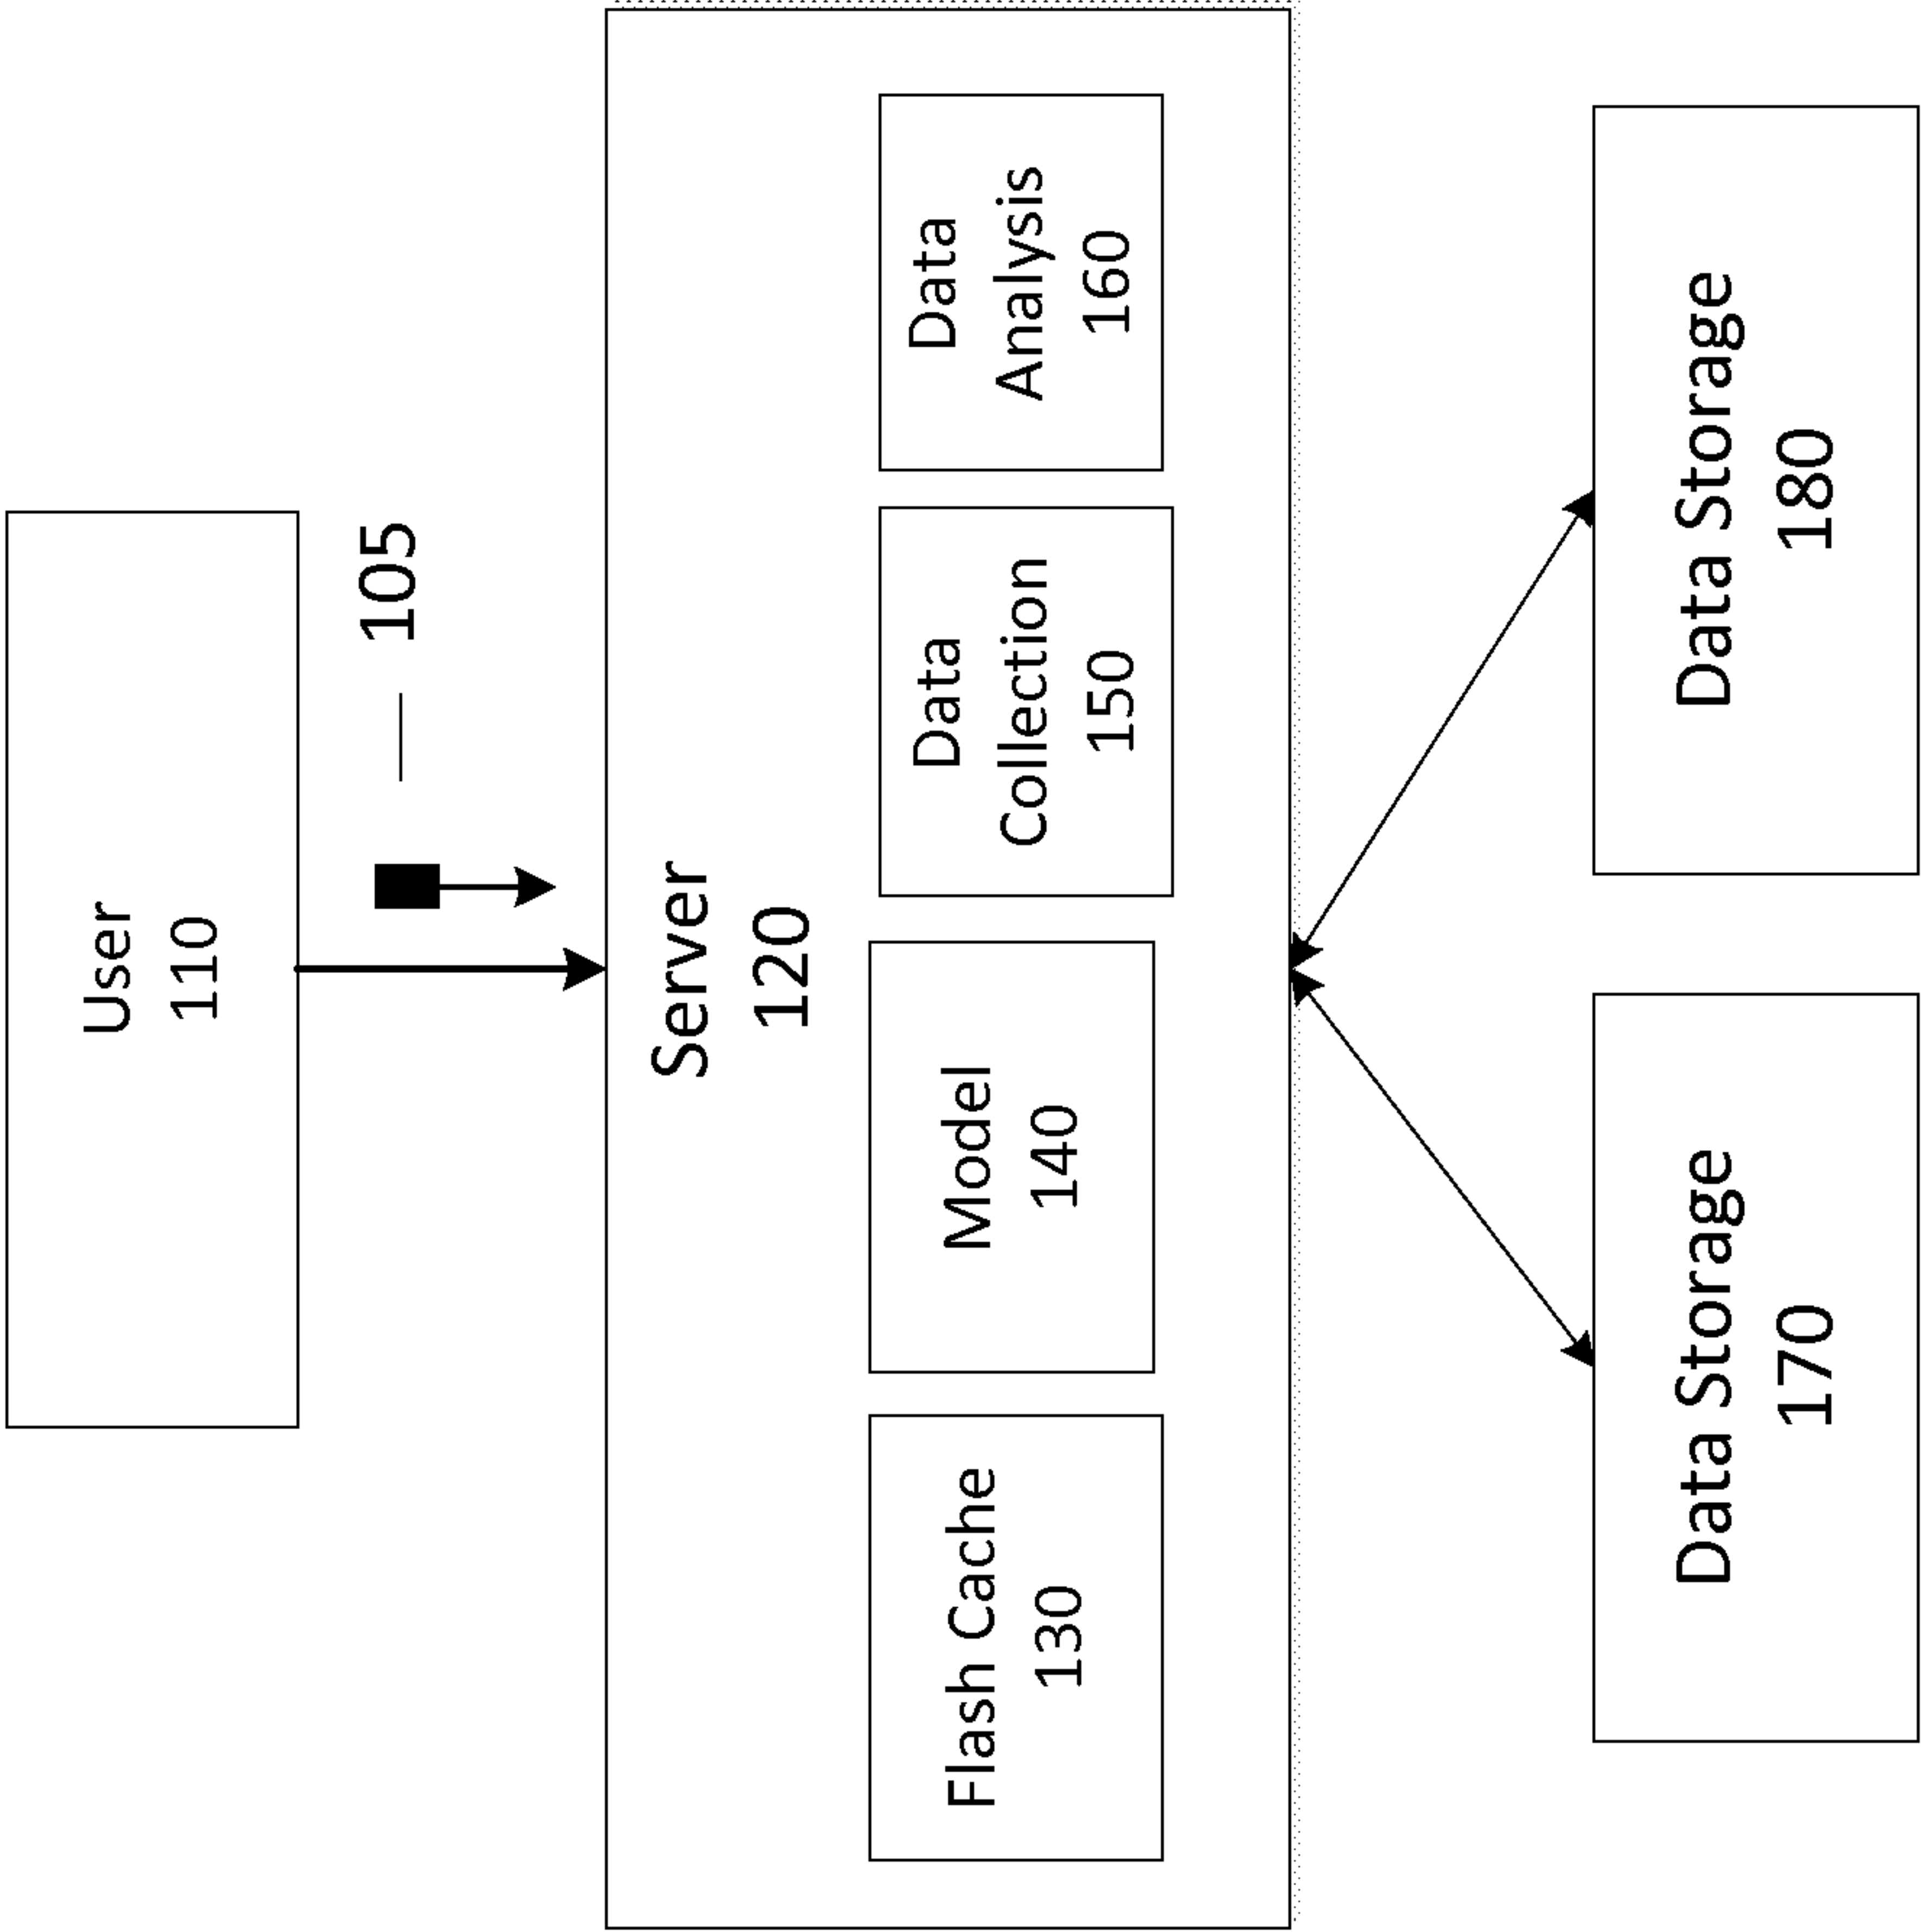 User
110
105
Server
120
Flash Cache
130
Model
140
Data
Collection
150
Data
Analysis
160
Data Storage
170
Data Storage
180